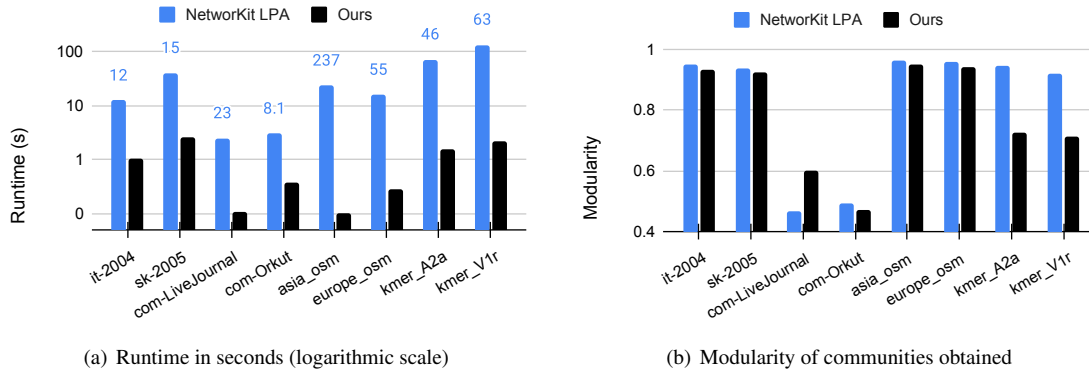 NetworKit LPA Ours
Runtime (s)
100
10
1
0
12
15
23
8.1
237
55
46
63
it-2004
sk-2005
com-LiveJournal
com-Orkut
asia_osm
europe_osm
kmer_A2a
kmer_V1r
(a) Runtime in seconds (logarithmic scale)
NetworKit LPA Ours
Modularity
1
0.8
0.6
0.4
it-2004
sk-2005
com-LiveJournal
com-Orkut
asia_osm
europe_osm
kmer_A2a
kmer_V1r
(b) Modularity of communities obtained